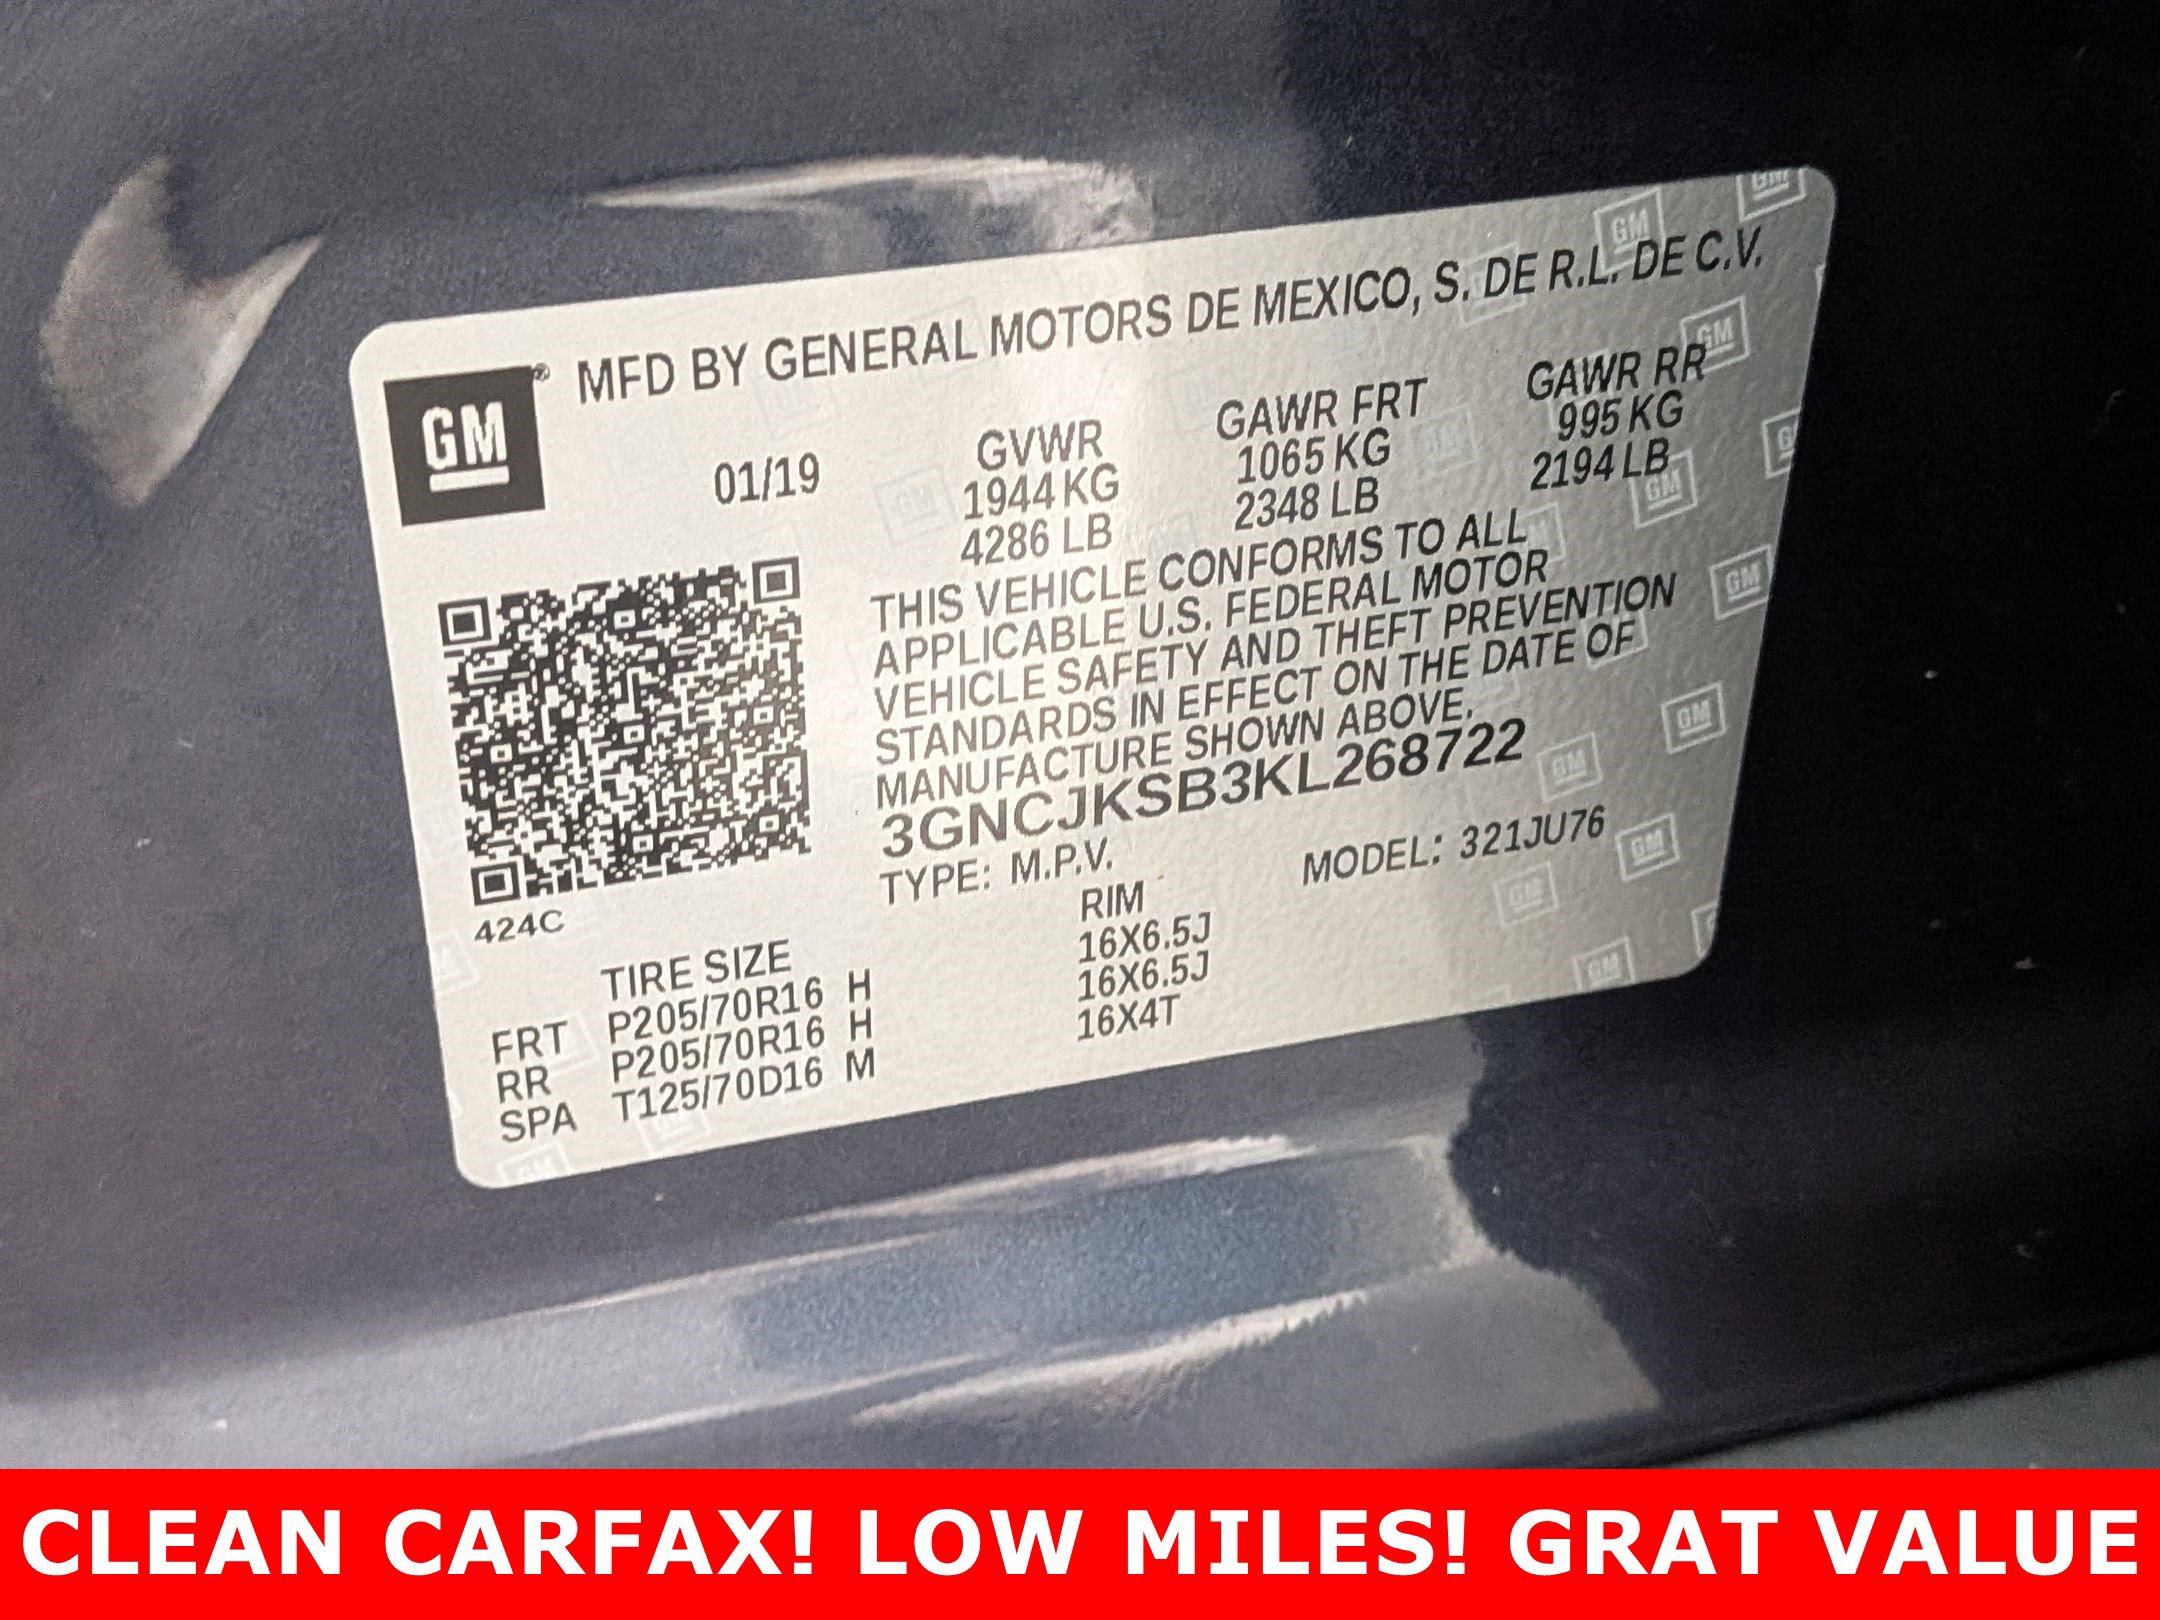 MFD BY GENERAL MOTORS DE MEXICO, S. DE R.L. DE C.V.
GM®
01/19
GVWR GAWR FRT GAWR RR
1944 KG 1065 KG 995 KG
4286 LB 2348 LB 2194 LB
THIS VEHICLE CONFORMS TO ALL
APPLICABLE U.S. FEDERAL MOTOR
VEHICLE SAFETY AND THEFT PREVENTION
STANDARDS IN EFFECT ON THE DATE OF
MANUFACTURE SHOWN ABOVE.
3GNCJKSB3KL268722
TYPE: M.P.V. MODEL: 321JU76
424C
TIRE SIZE RIM
FRT P205/70R16 H 16X6.5J
RR P205/70R16 H 16X6.5J
SPA T125/70D16 M 16X4T
CLEAN CARFAX! LOW MILES! GRAT VALUE